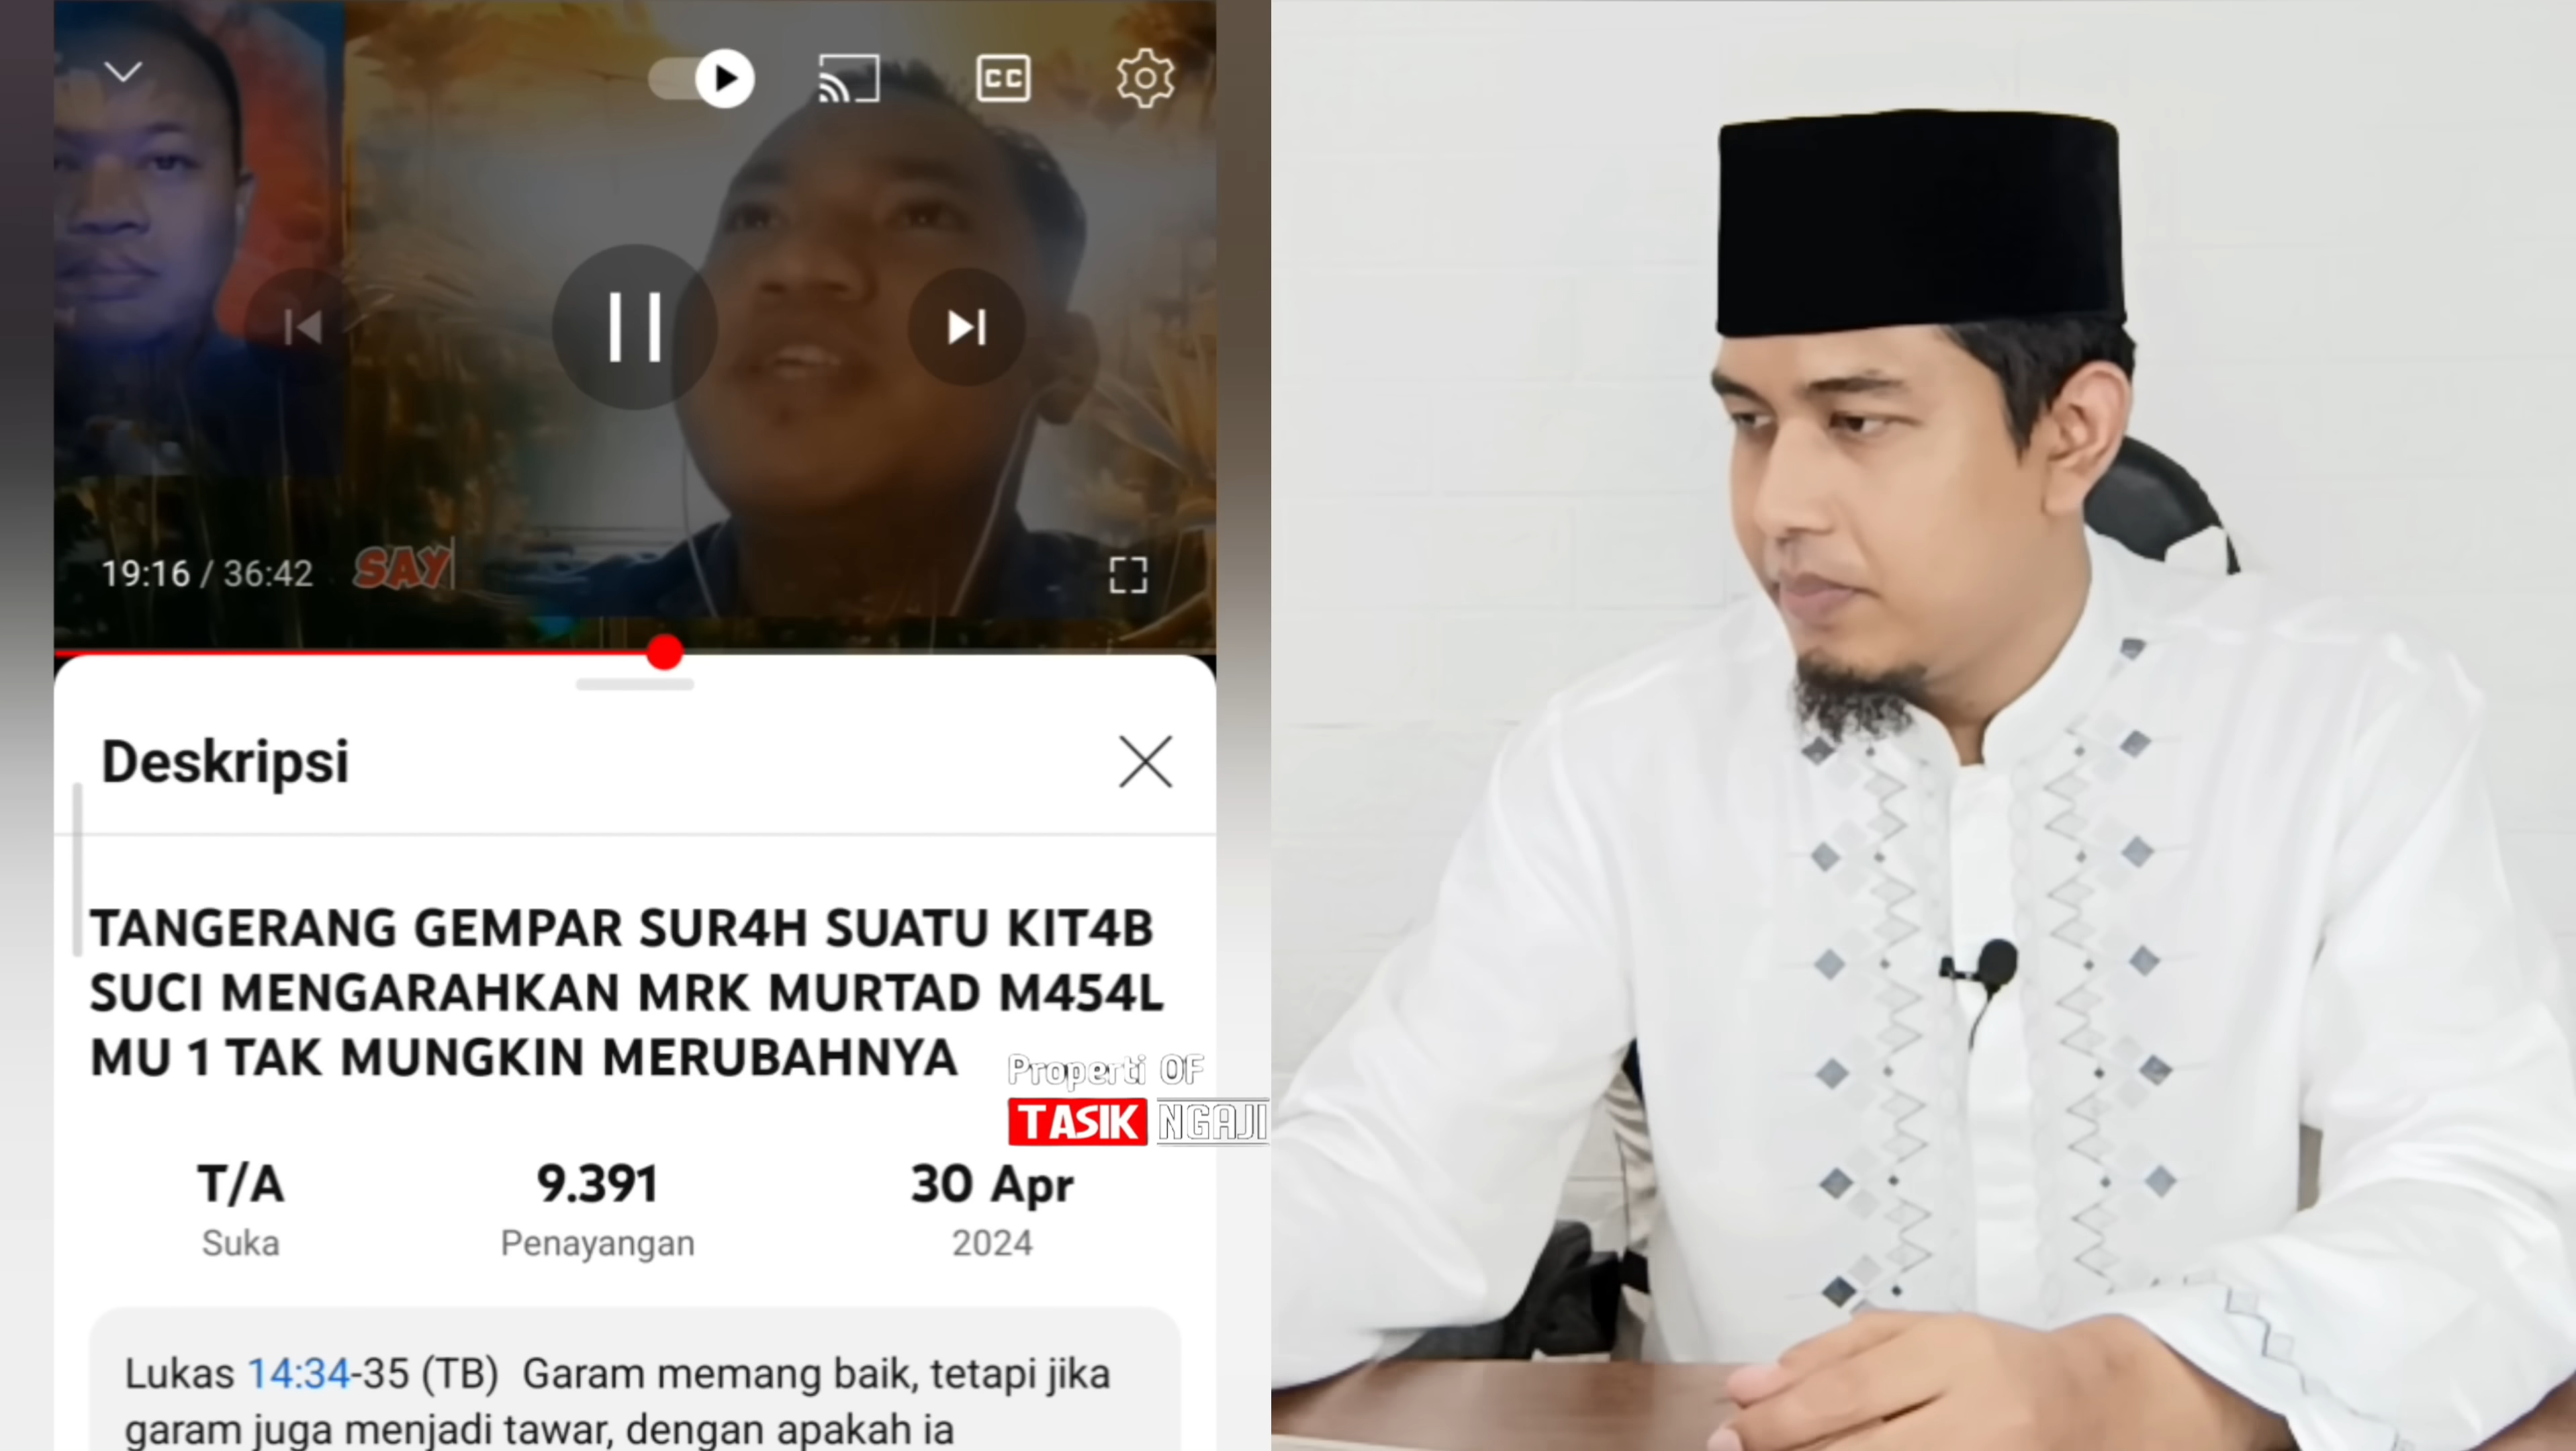 CC
19:16 / 36:42
SAY
Deskripsi
TANGERANG GEMPAR SUR4H SUATU KIT4B
SUCI MENGARAHKAN MRK MURTAD M454L
MU 1 TAK MUNGKIN MERUBAHNYA
Properti OF
TASIK NGAJI
T/A 9.391 30 Apr
Suka Penayangan 2024
Lukas 14:34-35 (TB) Garam memang baik, tetapi jika
garam juga menjadi tawar, dengan apakah ia